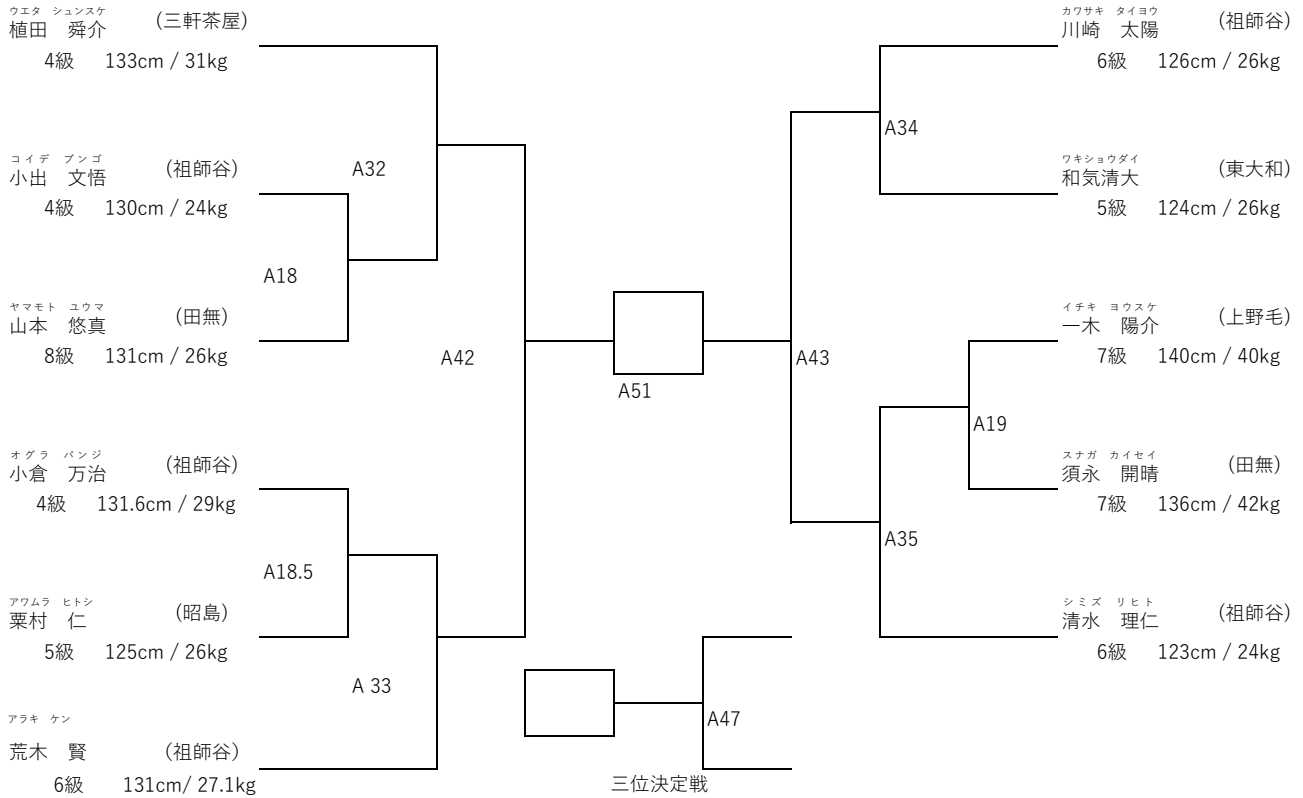 ウエタ　シュンスケ
植田　舜介　(三軒茶屋)
4級　133cm / 31kg
コイデ　ブンゴ
小出　文悟　(祖師谷)
4級　130cm / 24kg
ヤマモト　ユウマ
山本　悠真　(田無)
8級　131cm / 26kg
オグラ　バンジ
小倉　万治　(祖師谷)
4級　131.6cm / 29kg
アワムラ　ヒトシ
粟村　仁　(昭島)
5級　125cm / 26kg
アラキ　ケン
荒木　賢　(祖師谷)
6級　131cm/ 27.1kg
A32
A18
A42
A18.5
A 33
A51
A47
三位決定戦
A43
A34
A19
A35
カワサキ　タイヨウ
川崎　太陽　(祖師谷)
6級　126cm / 26kg
ワキショウダイ
和気清大　(東大和)
5級　124cm / 26kg
イチキ　ヨウスケ
一木　陽介　(上野毛)
7級　140cm / 40kg
スナガ　カイセイ
須永　開晴　(田無)
7級　136cm / 42kg
シミズ　リヒト
清水　理仁　(祖師谷)
6級　123cm / 24kg